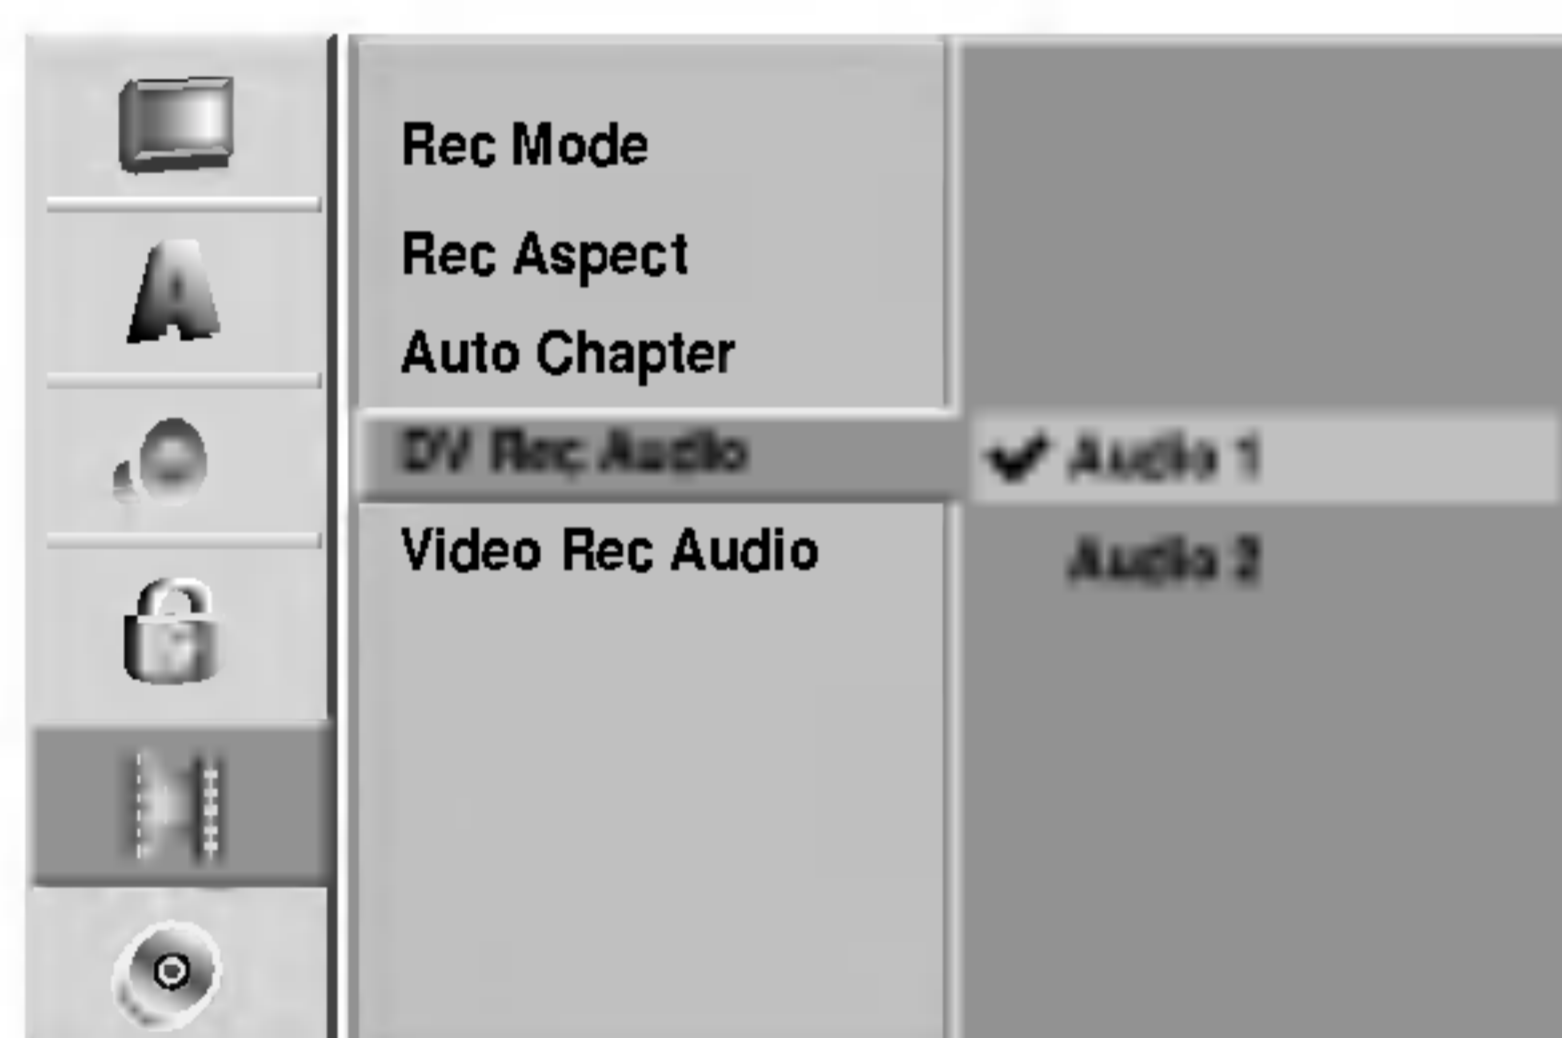 Rec Mode
Rec Aspect
Auto Chapter
DV Rec Audio
Audio 1
Video Rec Audio
Audio 2